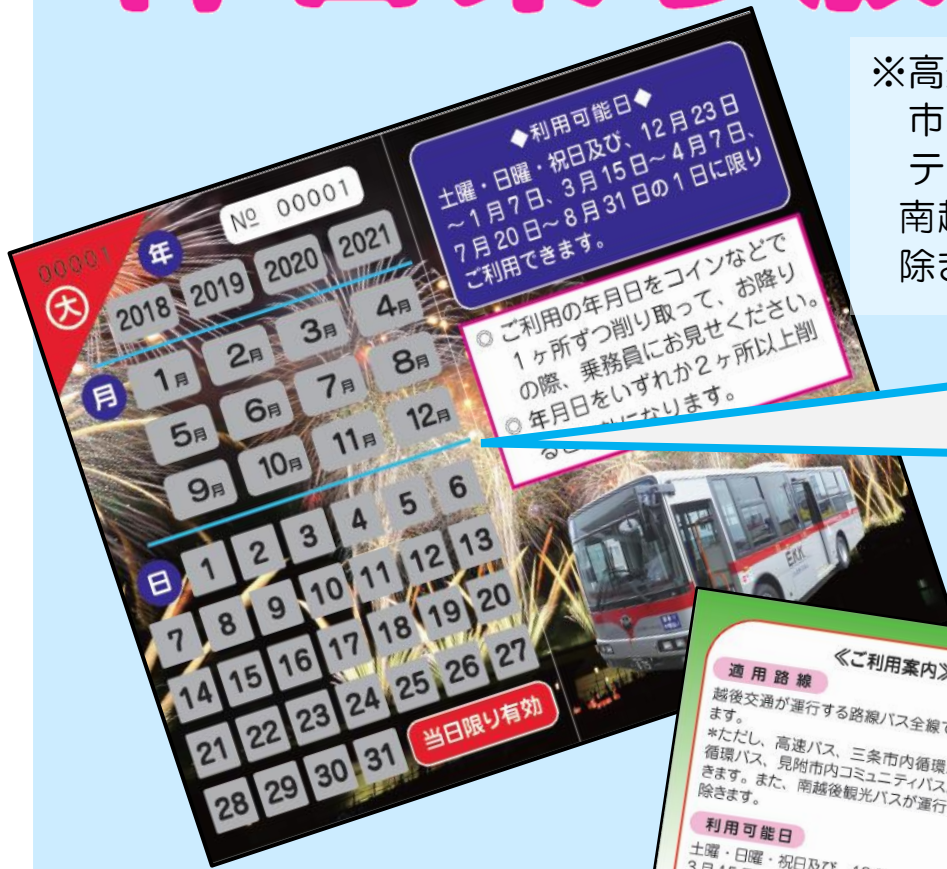 ※高
市
テ
南越
除き
00001
大
年
№ 00001
2018 2019 2020 2021
月
1月 2月 3月 4月
5月 6月 7月 8月
9月 10月 11月 12月
日
1 2 3 4 5 6
7 8 9 10 11 12 13
14 15 16 17 18 19 20
21 22 23 24 25 26 27
28 29 30 31
当日限り有効
◆利用可能日◆
土曜・日曜・祝日及び、12月23日
～1月7日、3月15日～4月7日、
7月20日～8月31日の1日に限り
ご利用できます。
◎ ご利用の年月日をコインなどで
1ヶ所ずつ削り取って、お降り
の際、乗務員にお見せください。
◎ 年月日をいずれか2ヶ所以上削
ると
になります。
EKK
≪ご利用案内≫
適用路線
越後交通が運行する路線バス全線で
ます。
*ただし、高速バス、三条市内循環
循環バス、見附市内コミュニティバス
きます。また、南越後観光バスが運行
除きます。
利用可能日
土曜・日曜・祝日及び、